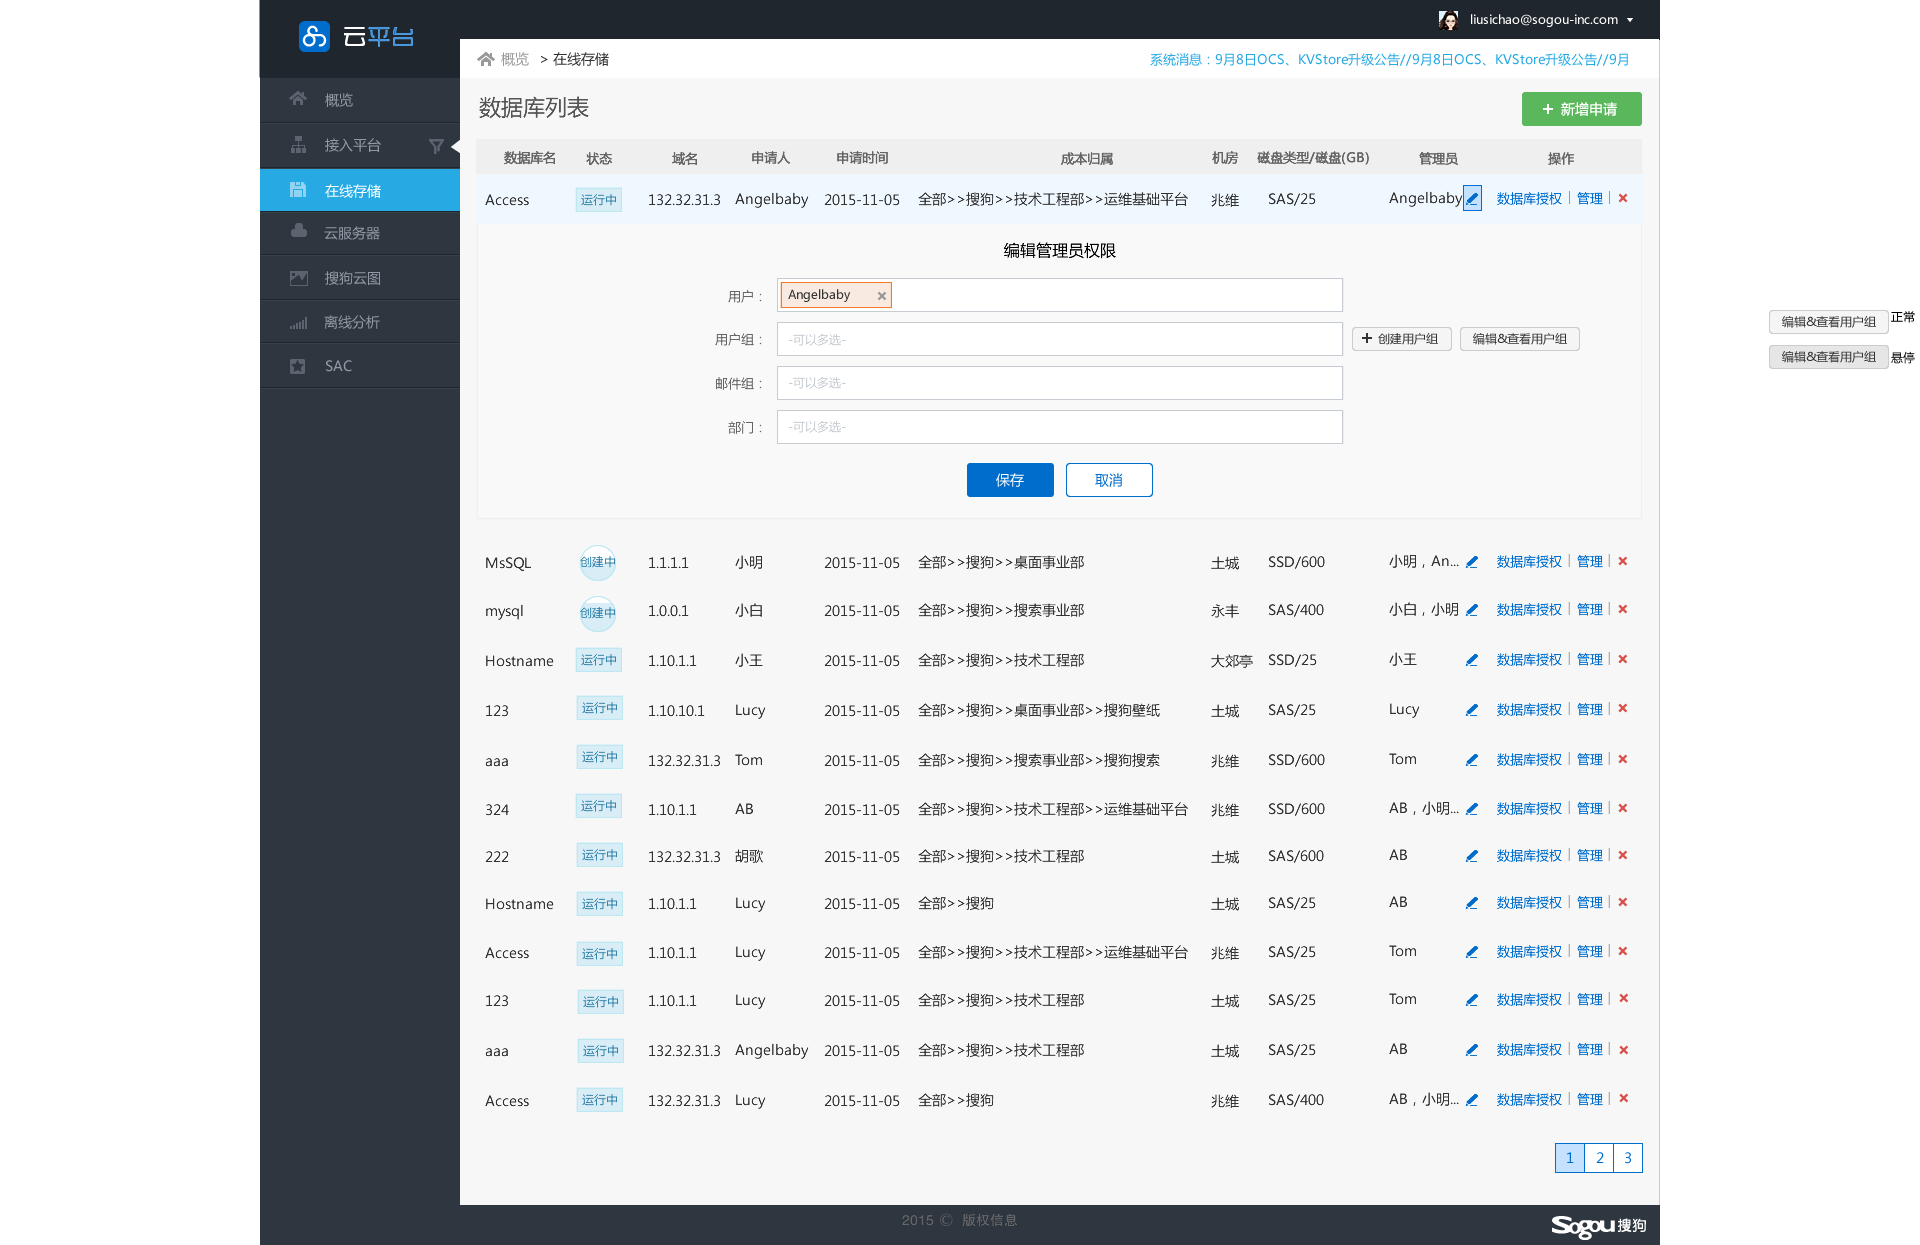 云平台
liusichao@sogou-inc.com
概览 > 在线存储
系统消息：9月8日OCS、KVStore升级公告//9月8日OCS、KVStore升级公告//9月
概览
接入平台
在线存储
云服务器
搜狗云图
离线分析
SAC
数据库列表
+ 新增申请
数据库名 状态 域名 申请人 申请时间 成本归属 机房 磁盘类型/磁盘(GB) 管理员 操作
Access 运行中 132.32.31.3 Angelbaby 2015-11-05 全部>>搜狗>>技术工程部>>运维基础平台 兆维 SAS/25 Angelbaby 数据库授权 管理
编辑管理员权限
用户： Angelbaby
用户组： -可以多选- + 创建用户组 编辑&查看用户组
邮件组： -可以多选-
部门： -可以多选-
保存 取消
编辑&查看用户组 正常
编辑&查看用户组 悬停
MsSQL 创建中 1.1.1.1 小明 2015-11-05 全部>>搜狗>>桌面事业部 土城 SSD/600 小明，An... 数据库授权 管理
mysql 创建中 1.0.0.1 小白 2015-11-05 全部>>搜狗>>搜索事业部 永丰 SAS/400 小白，小明 数据库授权 管理
Hostname 运行中 1.10.1.1 小王 2015-11-05 全部>>搜狗>>技术工程部 大郊亭 SSD/25 小王 数据库授权 管理
123 运行中 1.10.10.1 Lucy 2015-11-05 全部>>搜狗>>桌面事业部>>搜狗壁纸 土城 SAS/25 Lucy 数据库授权 管理
aaa 运行中 132.32.31.3 Tom 2015-11-05 全部>>搜狗>>搜索事业部>>搜狗搜索 兆维 SSD/600 Tom 数据库授权 管理
324 运行中 1.10.1.1 AB 2015-11-05 全部>>搜狗>>技术工程部>>运维基础平台 兆维 SSD/600 AB，小明... 数据库授权 管理
222 运行中 132.32.31.3 胡歌 2015-11-05 全部>>搜狗>>技术工程部 土城 SAS/600 AB 数据库授权 管理
Hostname 运行中 1.10.1.1 Lucy 2015-11-05 全部>>搜狗 土城 SAS/25 AB 数据库授权 管理
Access 运行中 1.10.1.1 Lucy 2015-11-05 全部>>搜狗>>技术工程部>>运维基础平台 兆维 SAS/25 Tom 数据库授权 管理
123 运行中 1.10.1.1 Lucy 2015-11-05 全部>>搜狗>>技术工程部 土城 SAS/25 Tom 数据库授权 管理
aaa 运行中 132.32.31.3 Angelbaby 2015-11-05 全部>>搜狗>>技术工程部 土城 SAS/25 AB 数据库授权 管理
Access 运行中 132.32.31.3 Lucy 2015-11-05 全部>>搜狗 兆维 SAS/400 AB，小明... 数据库授权 管理
1 2 3
2015 © 版权信息
Sogou搜狗